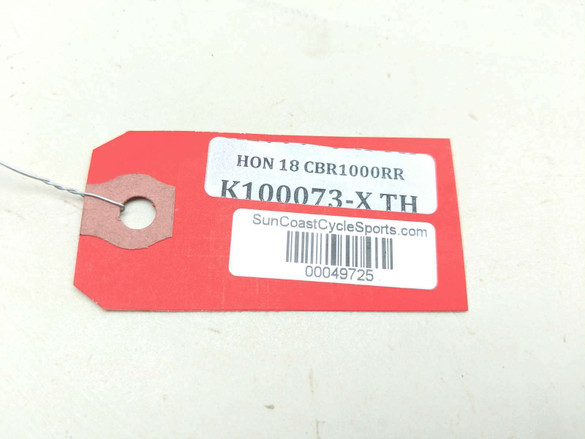 HON 18 CBR1000RR
K100073-X TH
SunCoastCycleSports.com
00049725